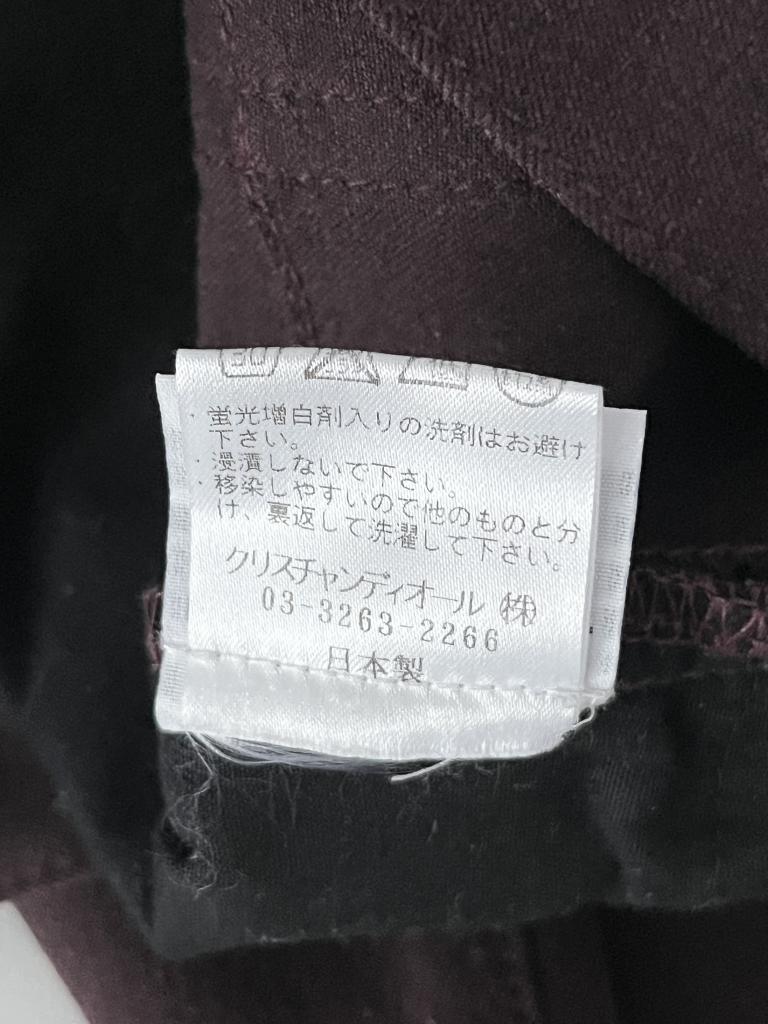 30
・蛍光増白剤入りの洗剤はお避け
下さい。
・浸漬しないで下さい。
・移染しやすいので他のものと分
け、裏返して洗濯して下さい。
クリスチャンディオール ㈱
03-3263-2266
日本製